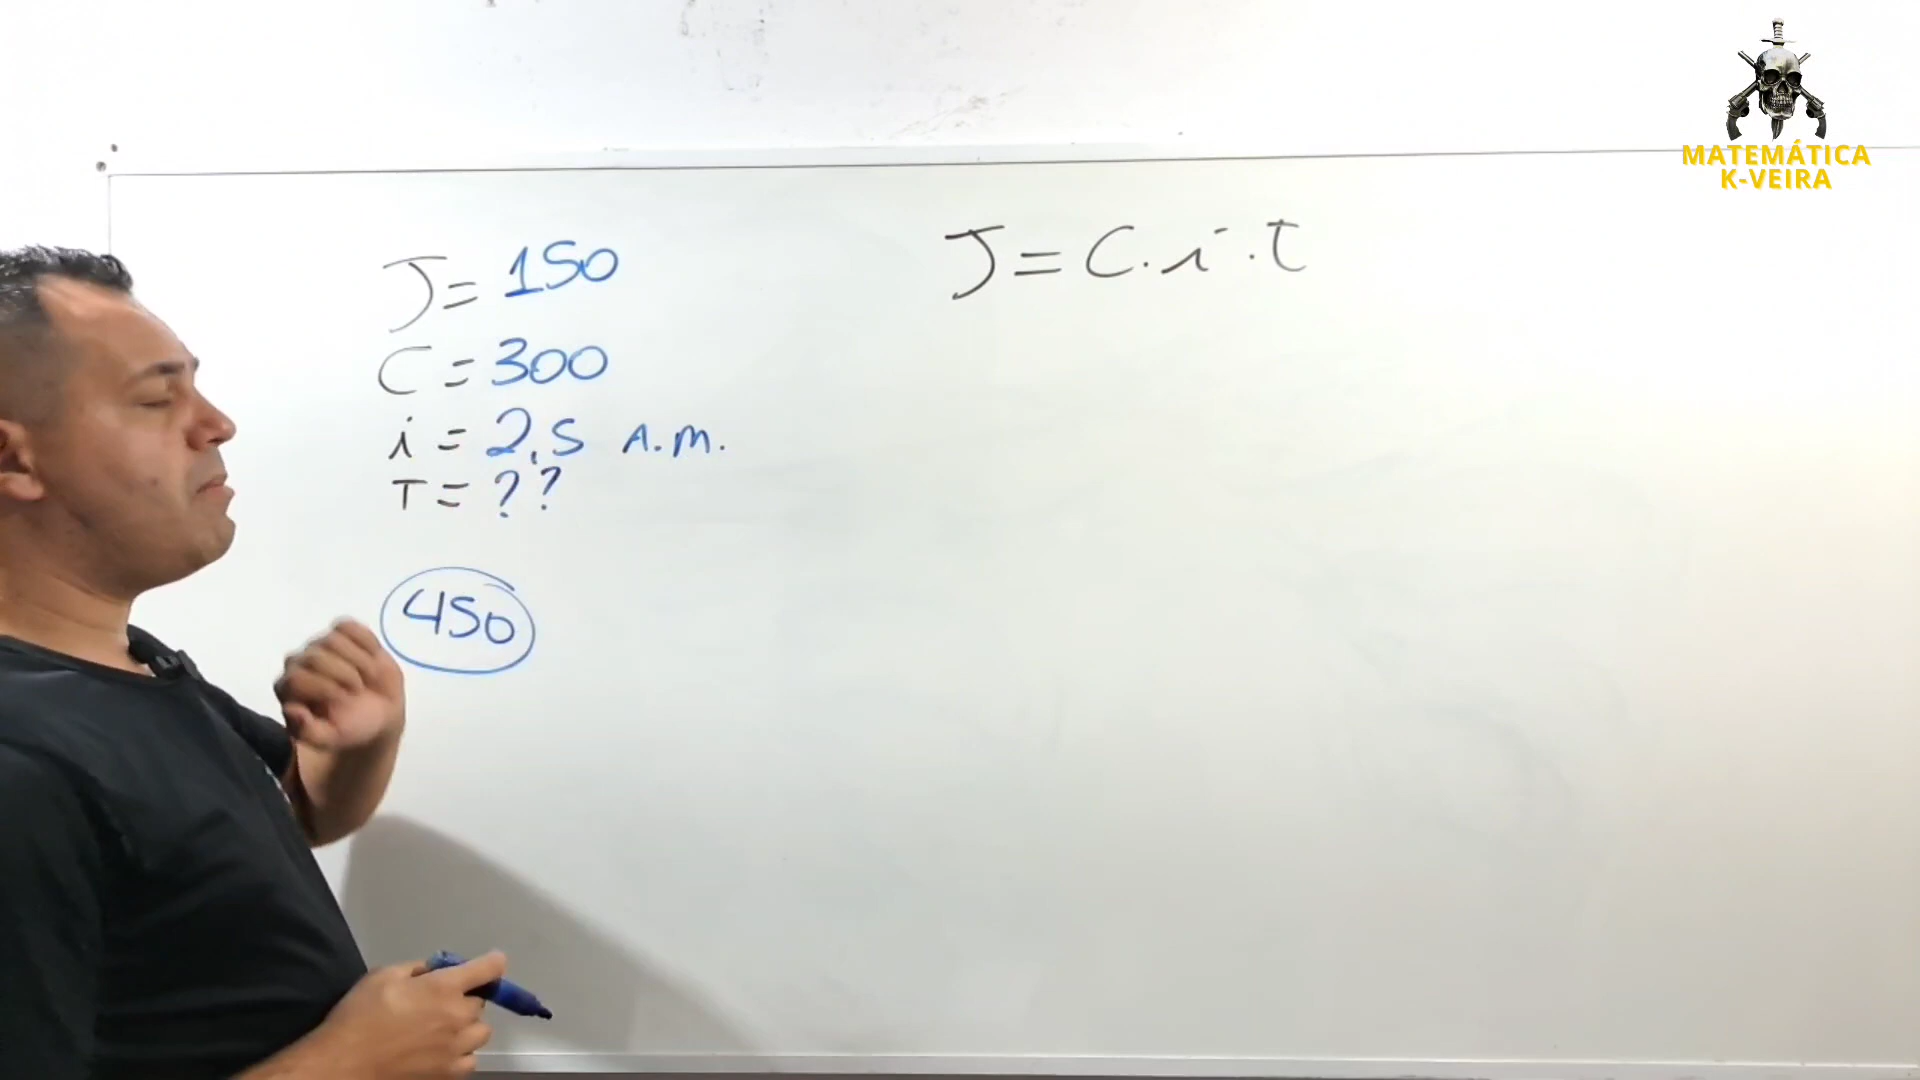 MATEMÁTICA
K-VEIRA
J = 150
C = 300
i = 2,5 A.M.
T = ??
450
J = C . i . t